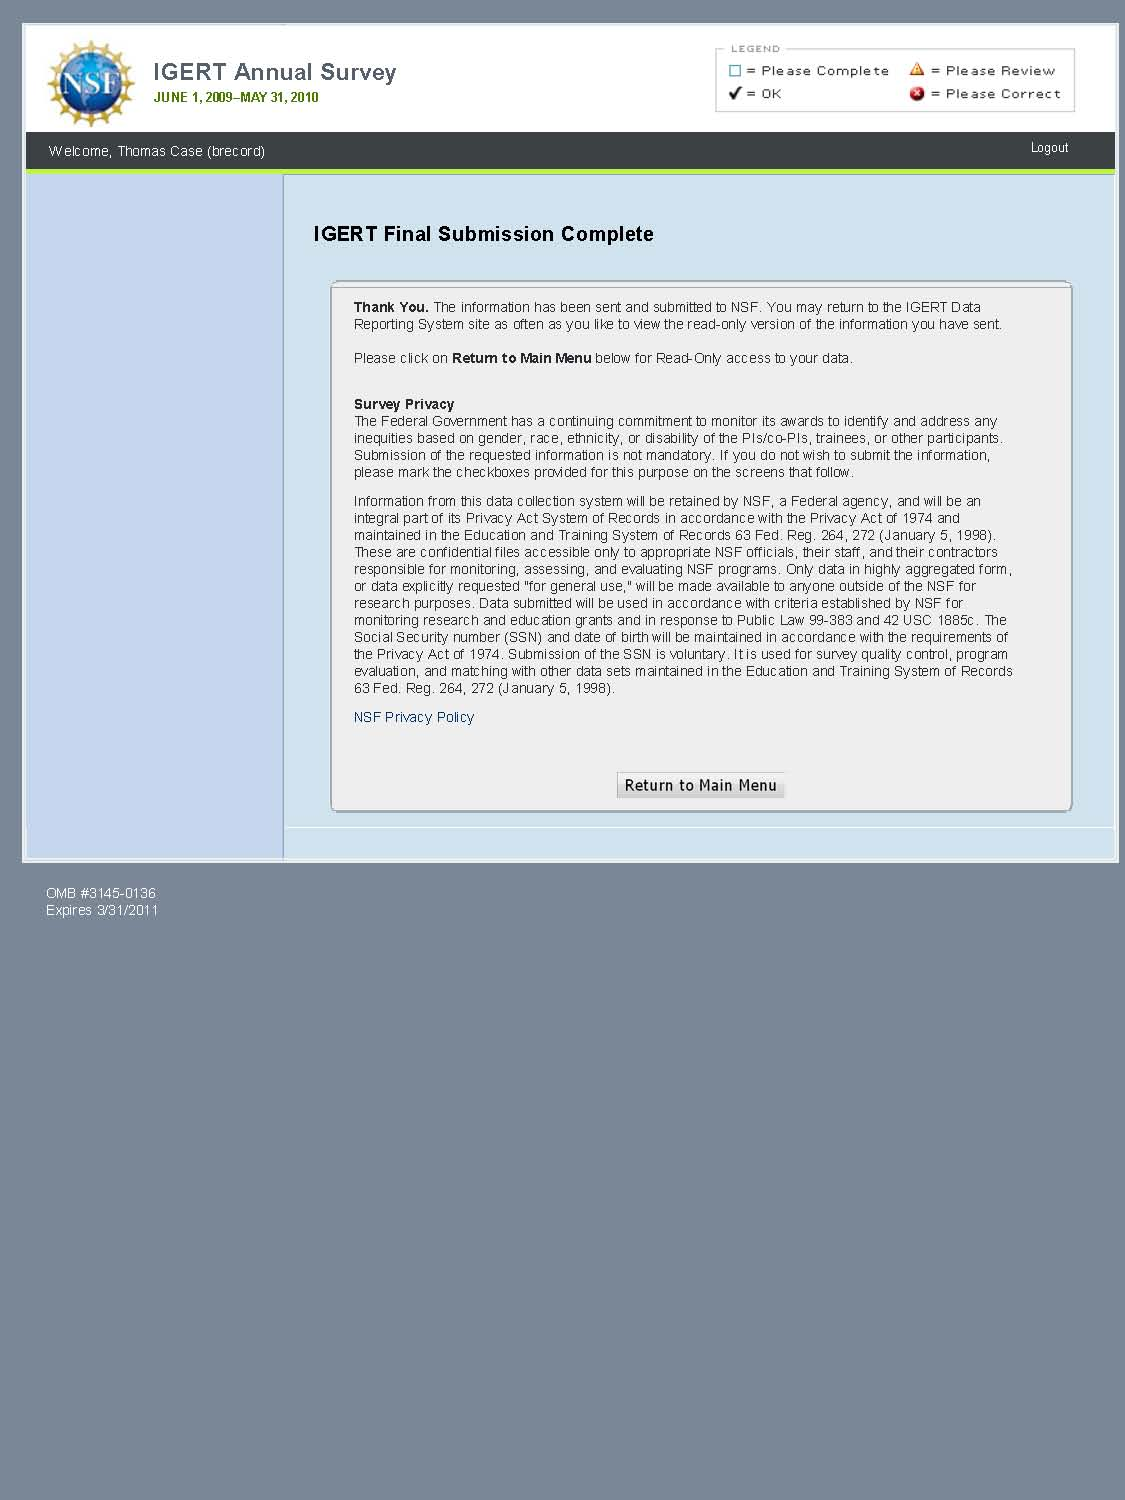 NSF
IGERT Annual Survey
JUNE 1, 2009–MAY 31, 2010
LEGEND
= Please Complete
= Please Review
= OK
= Please Correct
Welcome, Thomas Case (brecord)
Logout
IGERT Final Submission Complete
Thank You. The information has been sent and submitted to NSF. You may return to the IGERT Data
Reporting System site as often as you like to view the read-only version of the information you have sent.
Please click on Return to Main Menu below for Read-Only access to your data.
Survey Privacy
The Federal Government has a continuing commitment to monitor its awards to identify and address any
inequities based on gender, race, ethnicity, or disability of the PIs/co-PIs, trainees, or other participants.
Submission of the requested information is not mandatory. If you do not wish to submit the information,
please mark the checkboxes provided for this purpose on the screens that follow.
Information from this data collection system will be retained by NSF, a Federal agency, and will be an
integral part of its Privacy Act System of Records in accordance with the Privacy Act of 1974 and
maintained in the Education and Training System of Records 63 Fed. Reg. 264, 272 (January 5, 1998).
These are confidential files accessible only to appropriate NSF officials, their staff, and their contractors
responsible for monitoring, assessing, and evaluating NSF programs. Only data in highly aggregated form,
or data explicitly requested "for general use," will be made available to anyone outside of the NSF for
research purposes. Data submitted will be used in accordance with criteria established by NSF for
monitoring research and education grants and in response to Public Law 99-383 and 42 USC 1885c. The
Social Security number (SSN) and date of birth will be maintained in accordance with the requirements of
the Privacy Act of 1974. Submission of the SSN is voluntary. It is used for survey quality control, program
evaluation, and matching with other data sets maintained in the Education and Training System of Records
63 Fed. Reg. 264, 272 (January 5, 1998).
NSF Privacy Policy
Return to Main Menu
OMB #3145-0136
Expires 3/31/2011